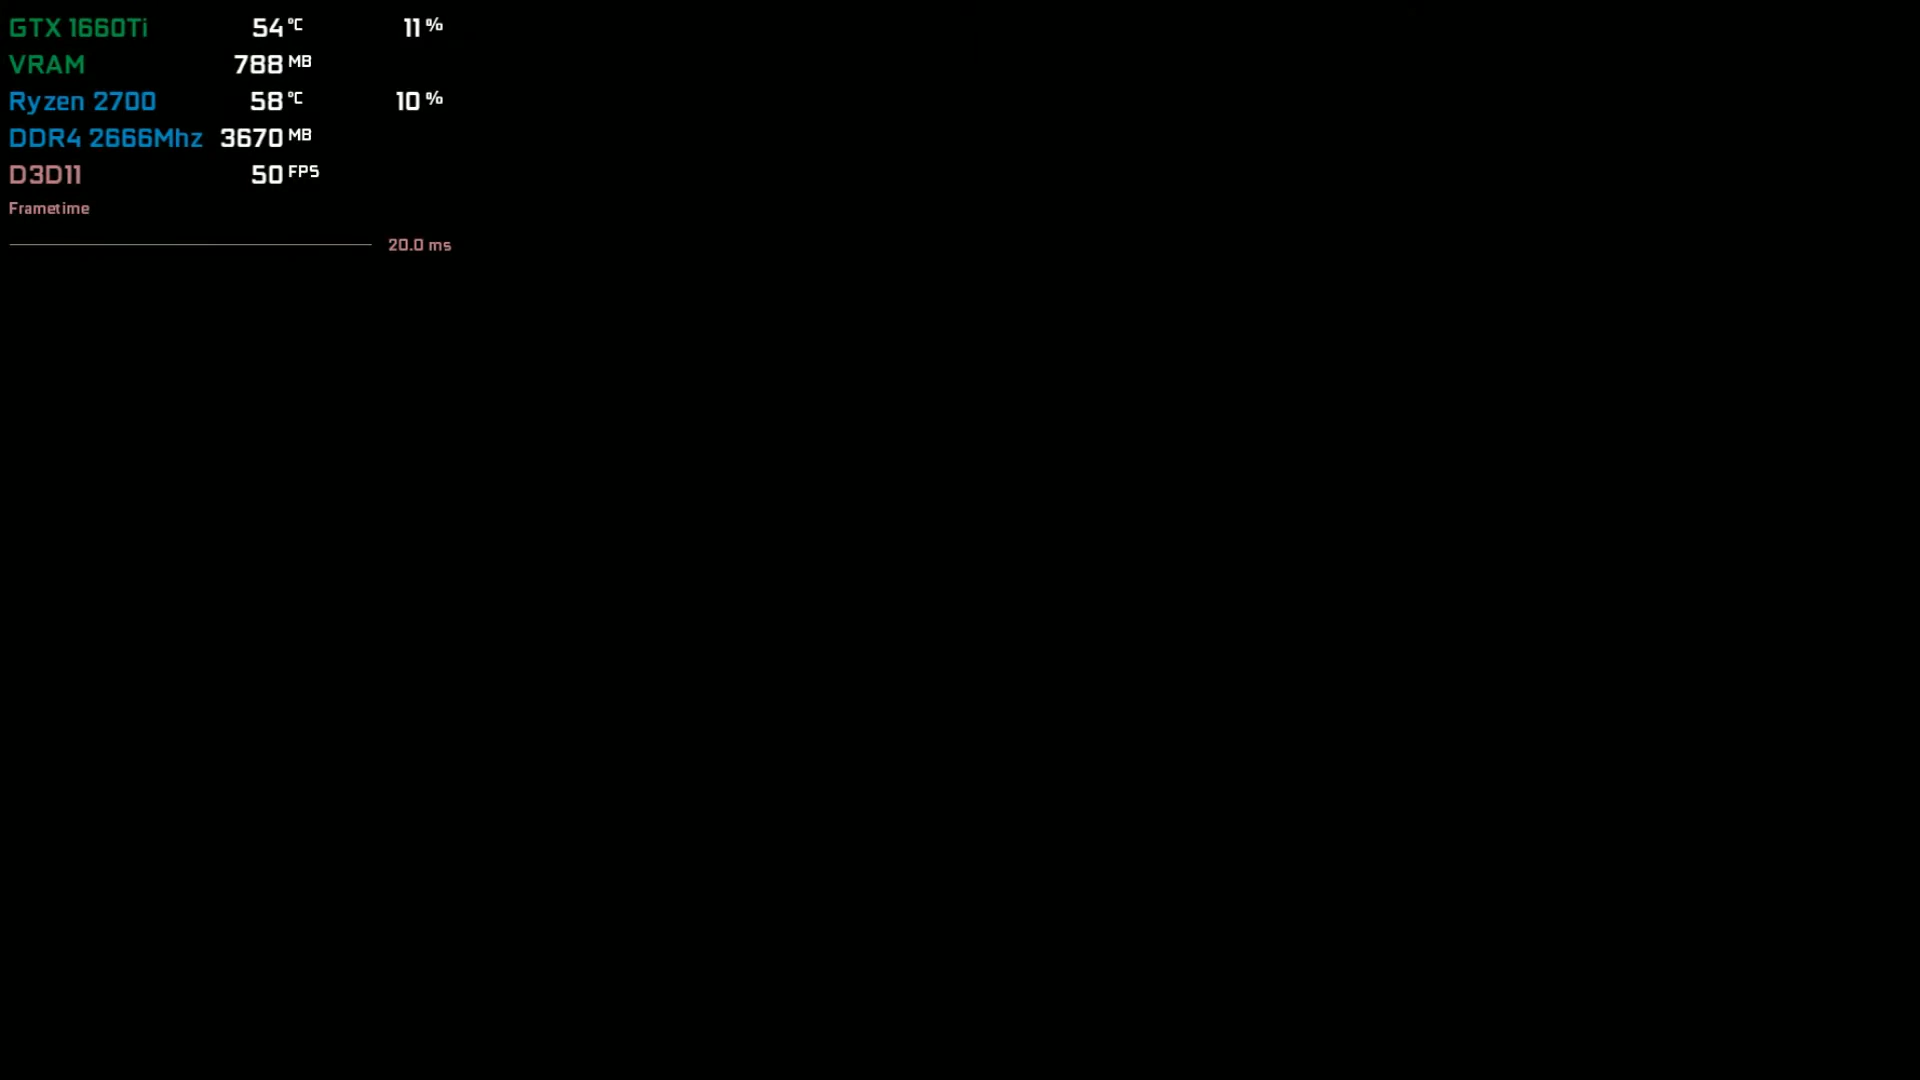 GTX 1660Ti 54 °C 11 %
VRAM 788 MB
Ryzen 2700 58 °C 10 %
DDR4 2666Mhz 3670 MB
D3D11 50 FPS
Frametime
20.0 ms